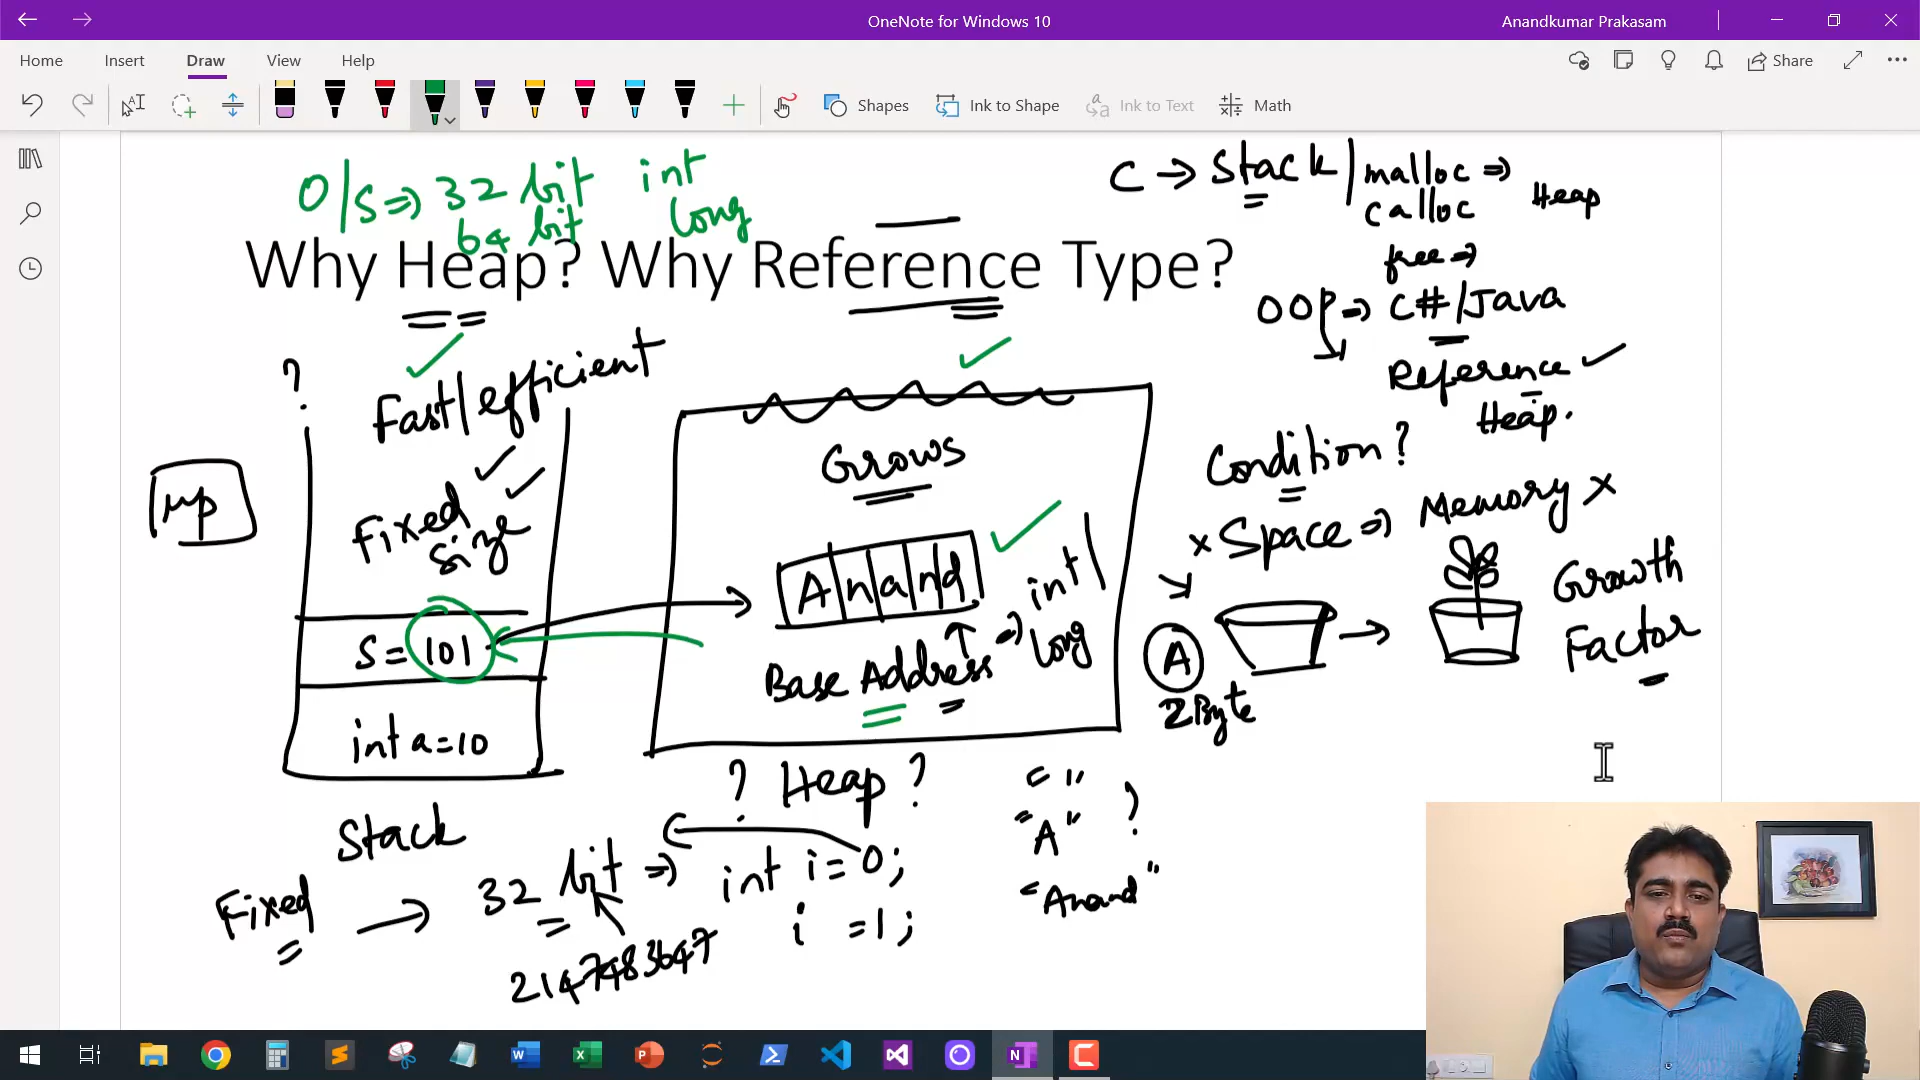 OneNote for Windows 10
Anandkumar Prakasam
Home
Insert
Draw
View
Help
Share
Shapes
Ink to Shape
Ink to Text
Math
O/S ⇒ 32 bit int
64 bit long
C → Stack / malloc ⇒
calloc Heap
free ⇒
Why Heap? Why Reference Type?
OOP ⇒ C#/Java
Reference
Heap.
?
Fast/efficient
Fixed
size
S = 101
int a=10
Stack
MP
Grows
A n a n d
Base Address ⇒ int/
long
? Heap ?
Condition?
x Space ⇒ Memory x
Growth
Factor
A
2Byte
Fixed → 32 bit ⇒ int i = 0;
i = 1;
2147483647
" "
"A" ?
"Anand"